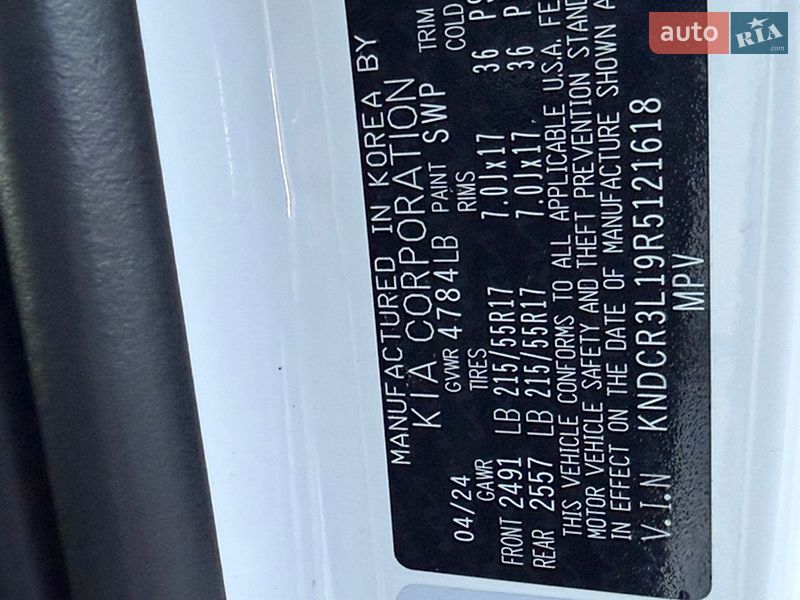 MANUFACTURED IN KOREA BY
KIA CORPORATION
04/24 GVWR 4784LB PAINT SWP TRIM
GAWR TIRES RIMS COLD
FRONT 2491 LB 215/55R17 7.0Jx17 36
REAR 2557 LB 215/55R17 7.0Jx17, 36 P
THIS VEHICLE CONFORMS TO ALL APPLICABLE U.S.A. FE
MOTOR VEHICLE SAFETY AND THEFT PREVENTION STAND
IN EFFECT ON THE DATE OF MANUFACTURE SHOWN A
V.I.N KNDCR3L19R5121618
MPV
auto RIA